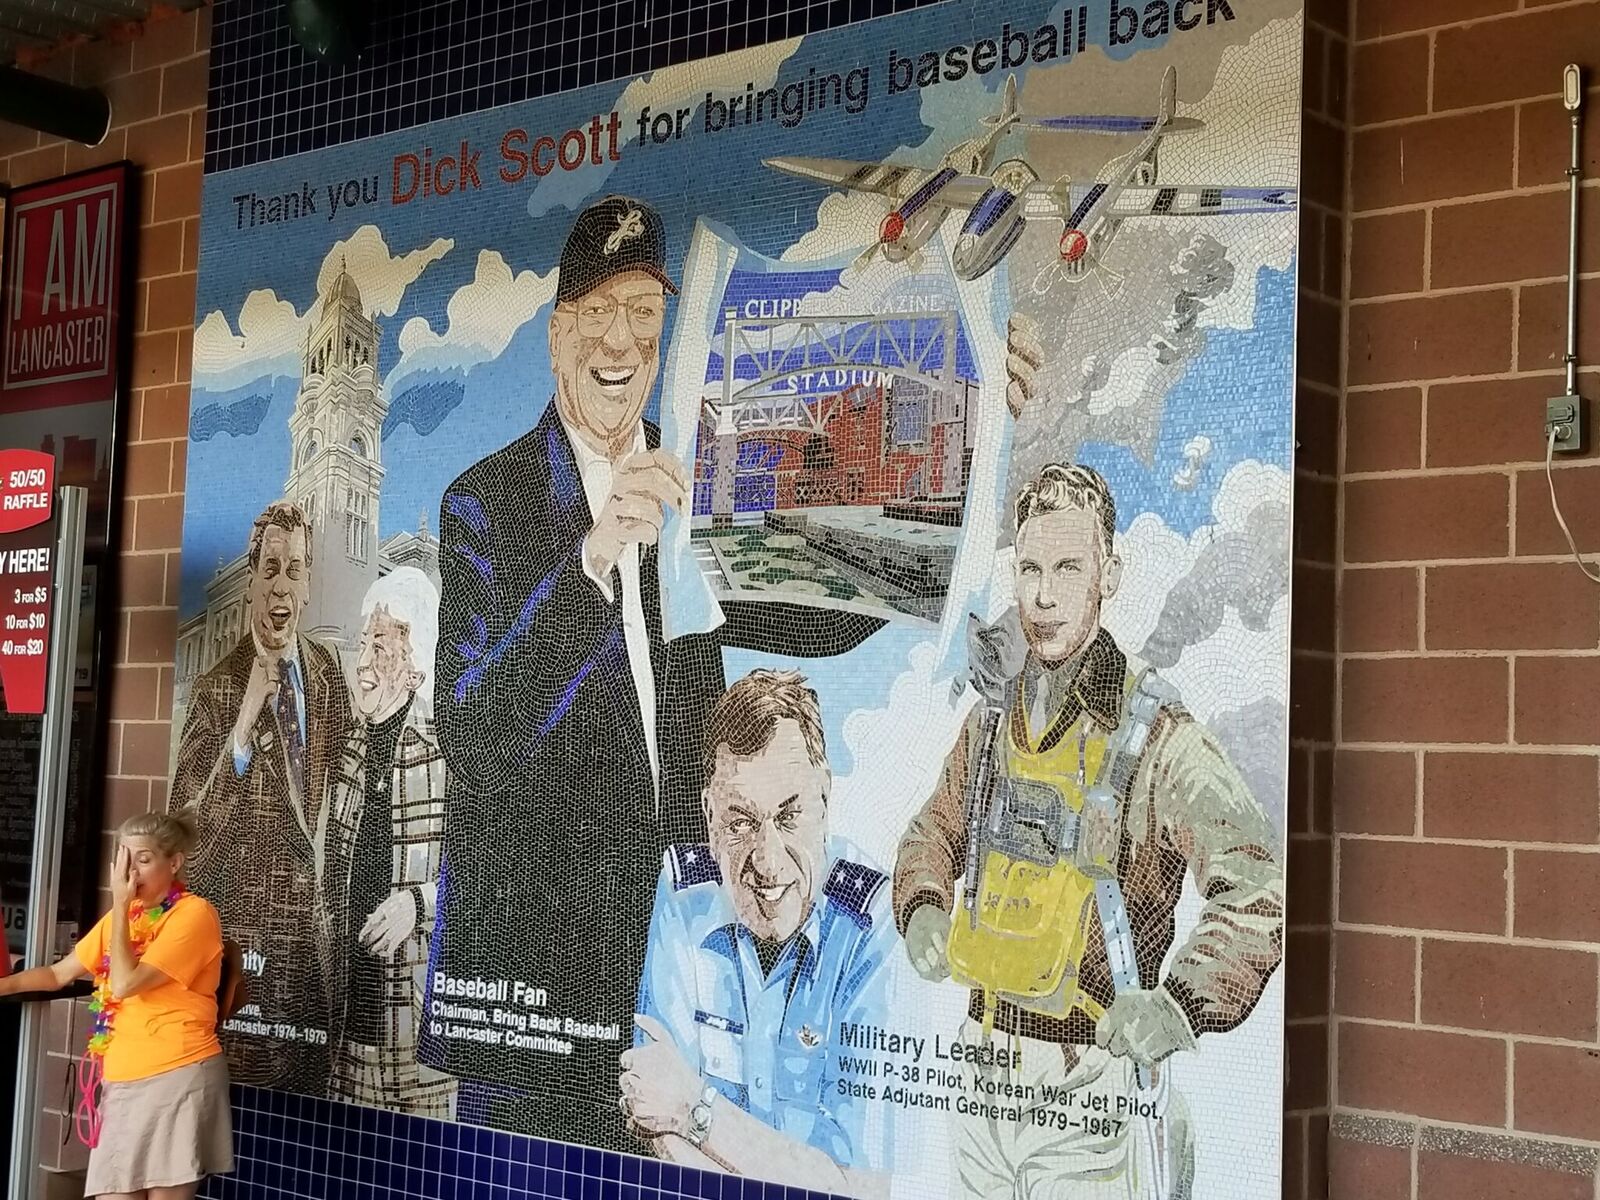 Thank you Dick Scott for bringing baseball back
I AM
LANCASTER
50/50
RAFFLE
Y HERE!
3 FOR $5
10 FOR $10
40 FOR $20
STADIUM
Baseball Fan
Chairman, Bring Back Baseball
to Lancaster Committee
Lancaster 1974–1979
Military Leader
WWII P-38 Pilot, Korean War Jet Pilot,
State Adjutant General 1979–1987